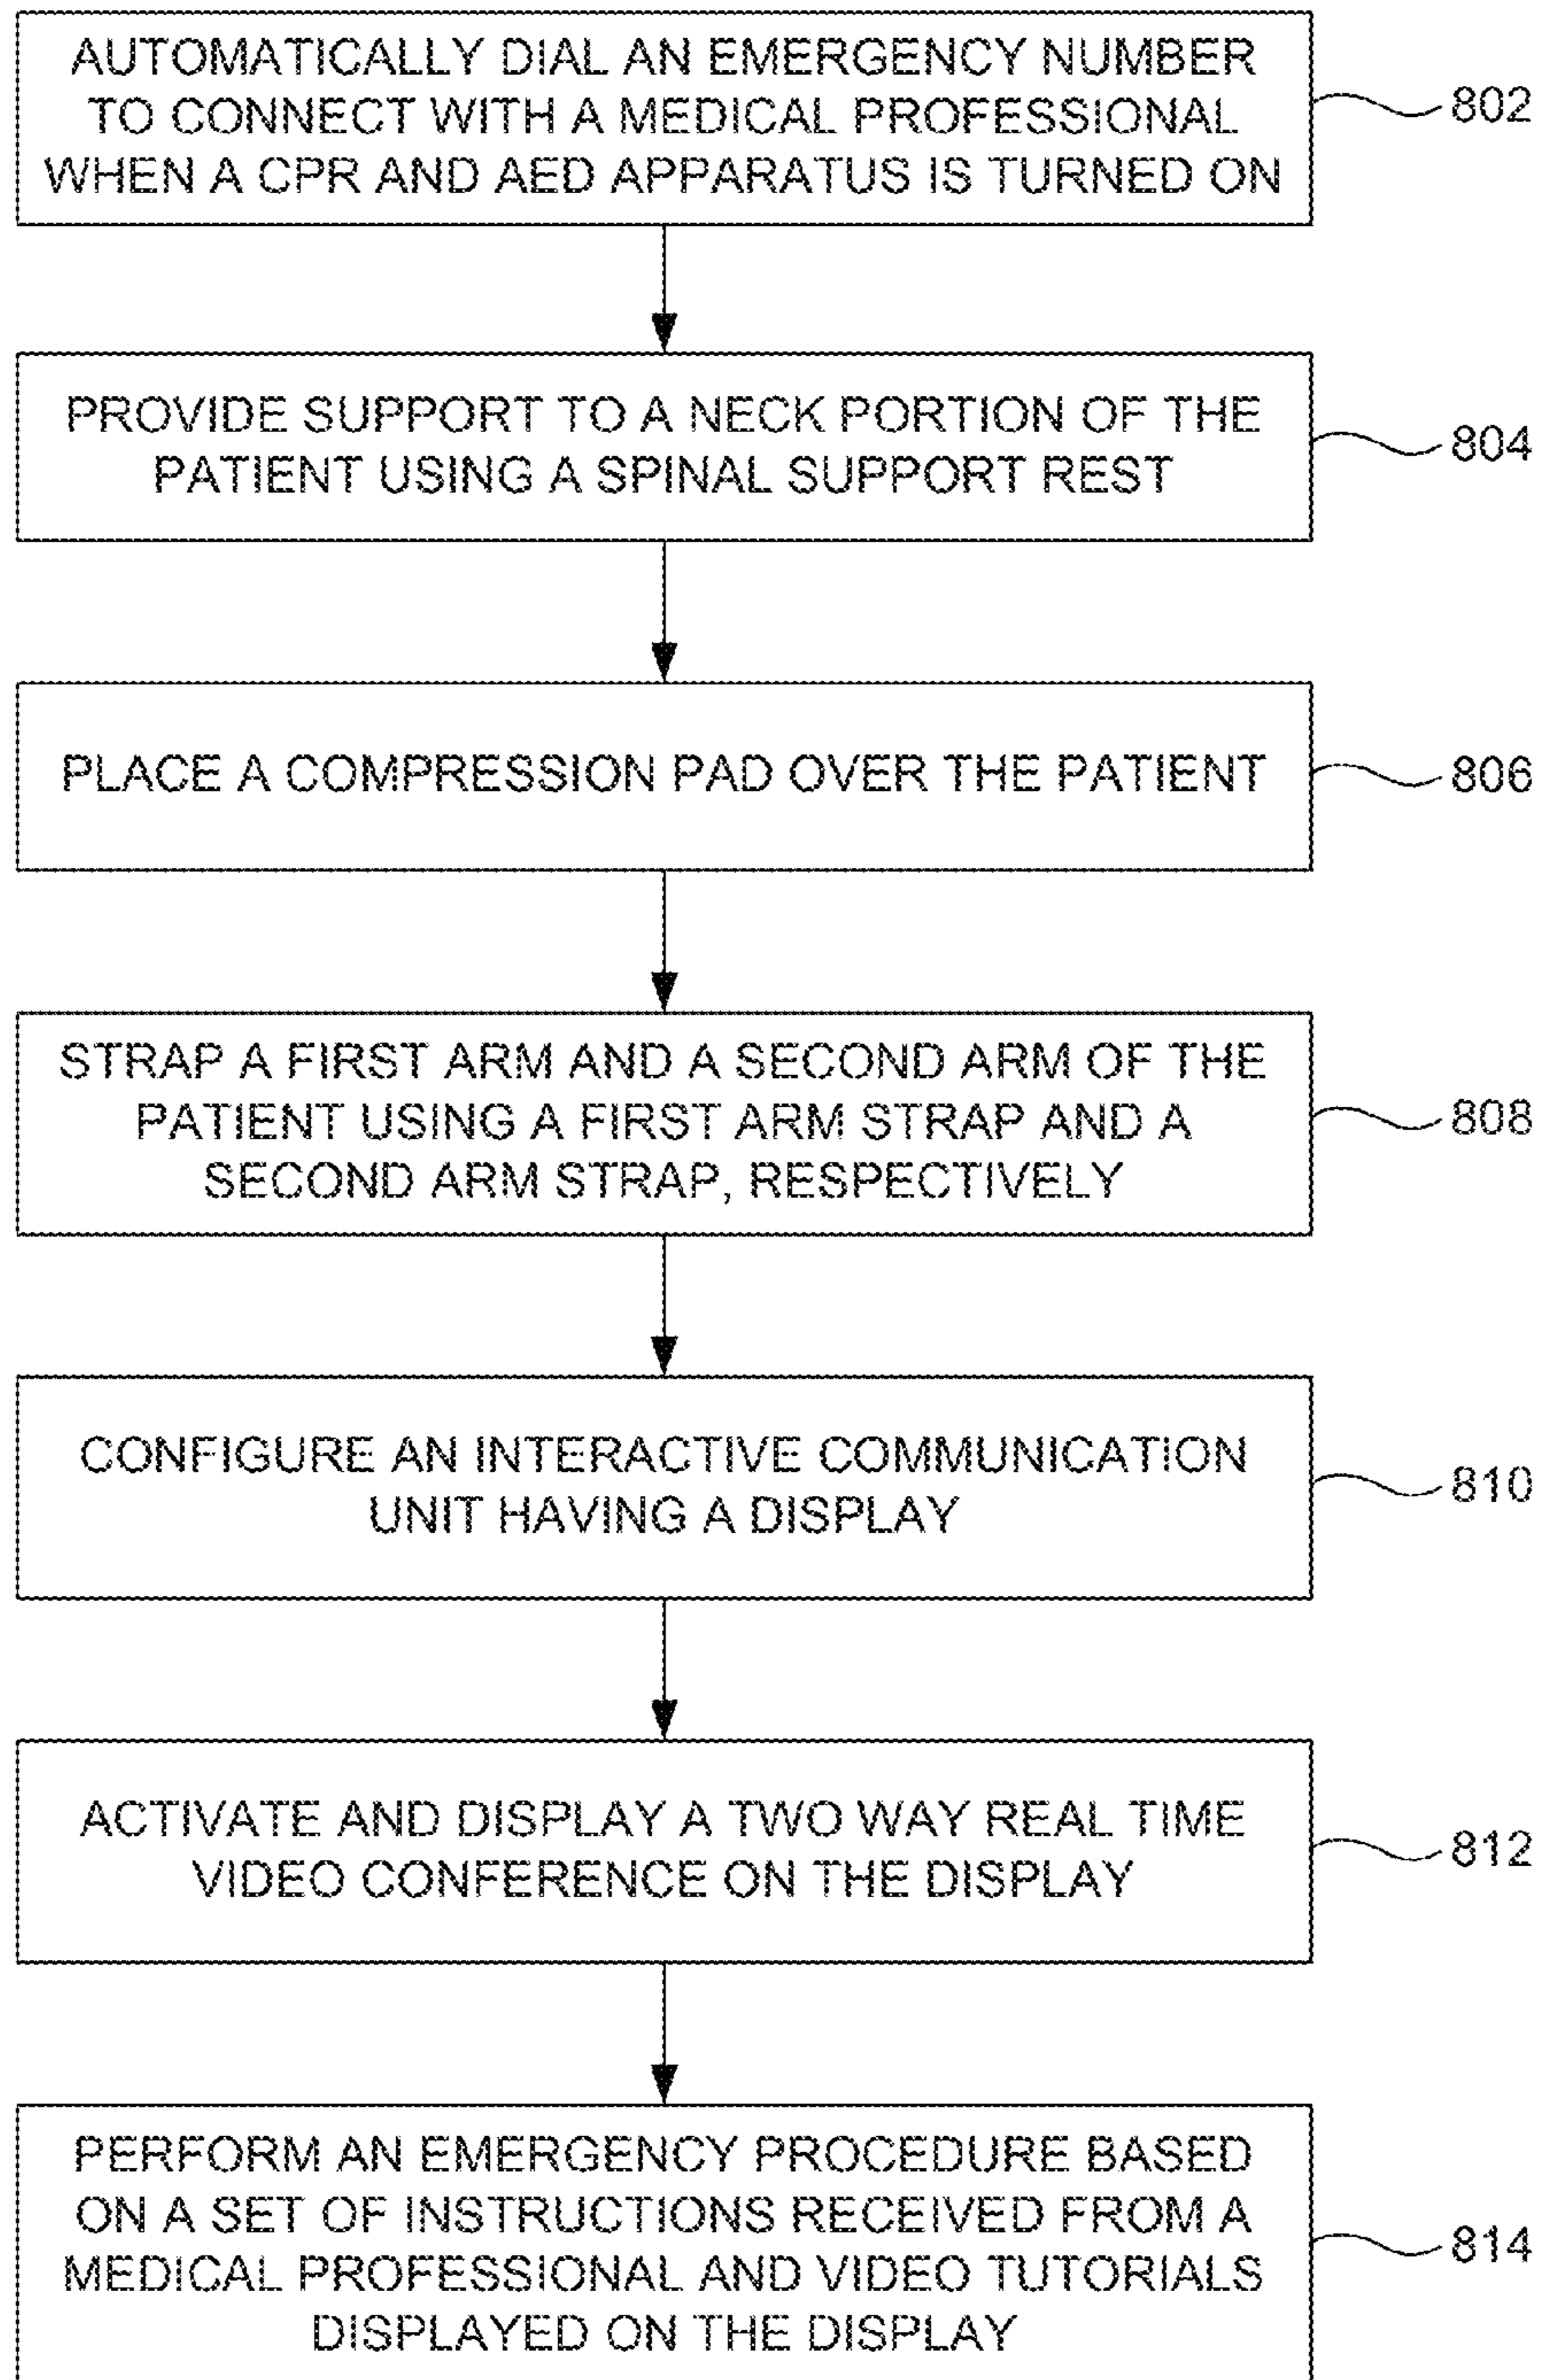 AUTOMATICALLY DIAL AN EMERGENCY NUMBER
TO CONNECT WITH A MEDICAL PROFESSIONAL
WHEN A CPR AND AED APPARATUS IS TURNED ON
802
PROVIDE SUPPORT TO A NECK PORTION OF THE
PATIENT USING A SPINAL SUPPORT REST
804
PLACE A COMPRESSION PAD OVER THE PATIENT
806
STRAP A FIRST ARM AND A SECOND ARM OF THE
PATIENT USING A FIRST ARM STRAP AND A
SECOND ARM STRAP, RESPECTIVELY
808
CONFIGURE AN INTERACTIVE COMMUNICATION
UNIT HAVING A DISPLAY
810
ACTIVATE AND DISPLAY A TWO WAY REAL TIME
VIDEO CONFERENCE ON THE DISPLAY
812
PERFORM AN EMERGENCY PROCEDURE BASED
ON A SET OF INSTRUCTIONS RECEIVED FROM A
MEDICAL PROFESSIONAL AND VIDEO TUTORIALS
DISPLAYED ON THE DISPLAY
814